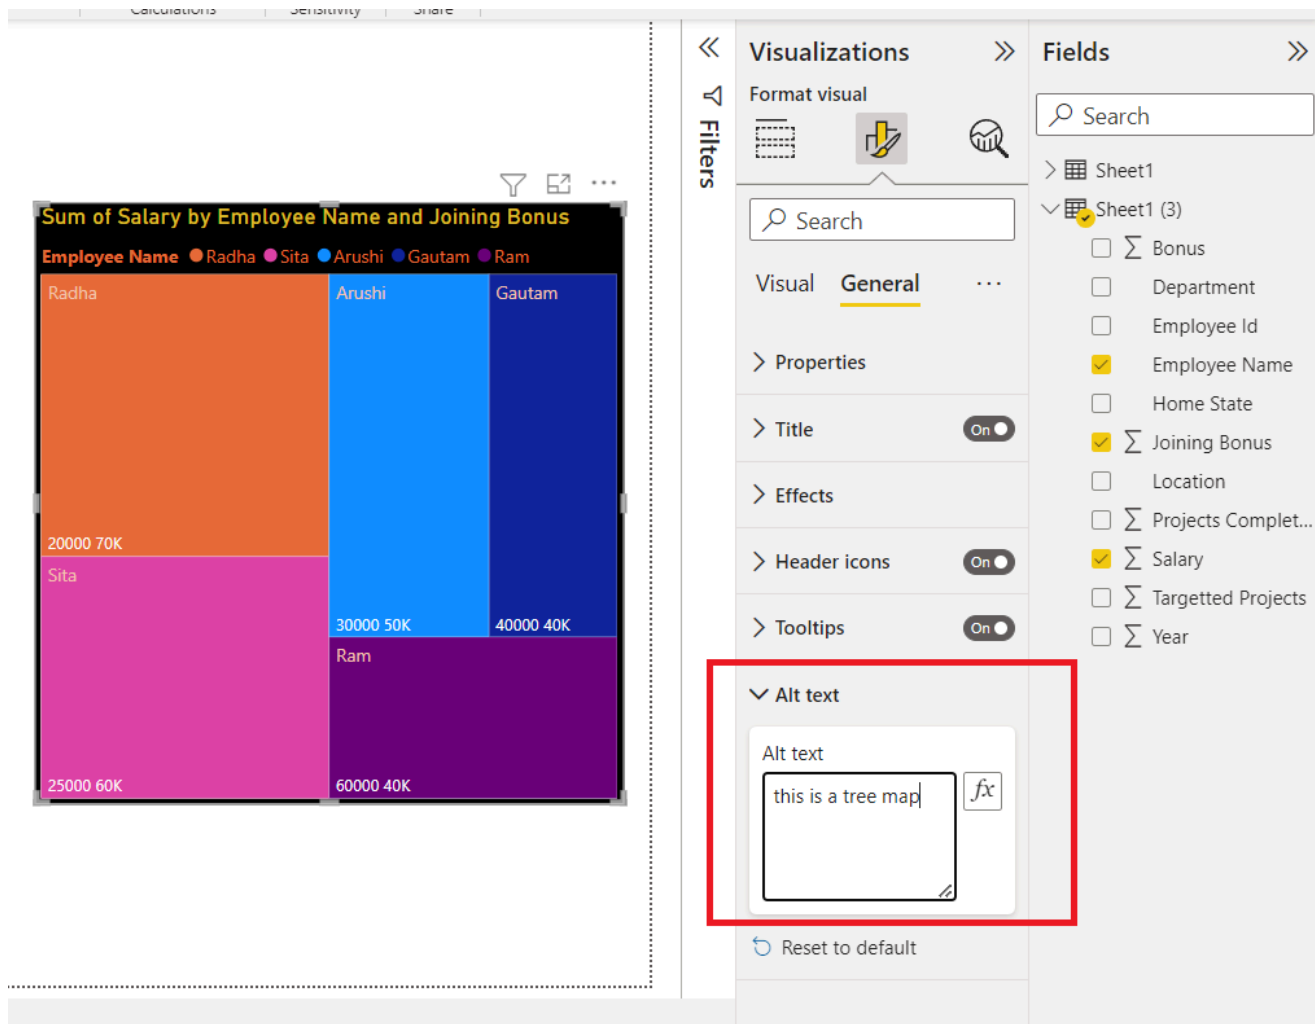 Calculations Sensitivity Share
Visualizations
Fields
Format visual
Filters
Search
Search
Visual General ...
Properties
Title On
Effects
Header icons On
Tooltips On
Alt text
Alt text
this is a tree map
fx
Reset to default
Sheet1
Sheet1 (3)
Σ Bonus
Department
Employee Id
Employee Name
Home State
Σ Joining Bonus
Location
Σ Projects Complet...
Σ Salary
Σ Targetted Projects
Σ Year
Sum of Salary by Employee Name and Joining Bonus
Employee Name Radha Sita Arushi Gautam Ram
Radha
20000 70K
Arushi
30000 50K
Gautam
40000 40K
Sita
25000 60K
Ram
60000 40K